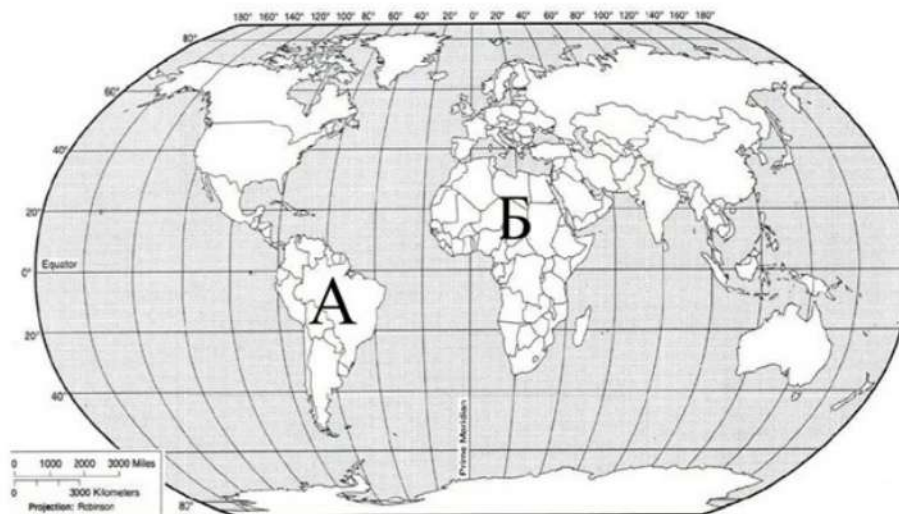 180° 160° 140° 120° 100° 80° 60° 40° 20° 0° 20° 40° 60° 80° 100° 120° 140° 160° 180°
80°
60°
40°
20°
Б
Equator
0°
А
20°
40°
Prime Meridian
0 1000 2000 3000 Miles
0 3000 Kilometers
Projection: Robinson
80°